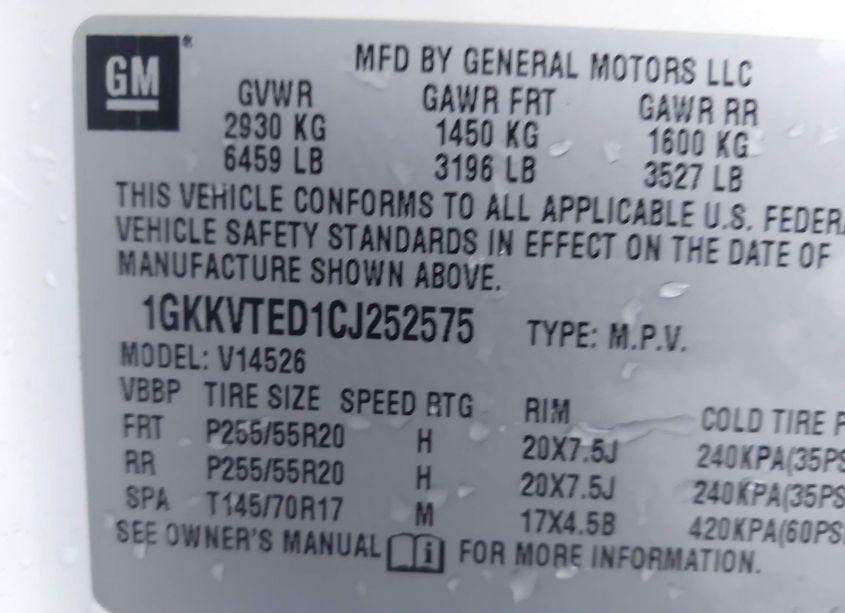 GM ®
MFD BY GENERAL MOTORS LLC
GVWR GAWR FRT GAWR RR
2930 KG 1450 KG 1600 KG
6459 LB 3196 LB 3527 LB
THIS VEHICLE CONFORMS TO ALL APPLICABLE U.S. FEDERA
VEHICLE SAFETY STANDARDS IN EFFECT ON THE DATE OF
MANUFACTURE SHOWN ABOVE.
1GKKVTED1CJ252575 TYPE: M.P.V.
MODEL: V14526
VBBP TIRE SIZE SPEED RTG RIM COLD TIRE P
FRT P255/55R20 H 20X7.5J 240KPA(35PS
RR P255/55R20 H 20X7.5J 240KPA(35PS
SPA T145/70R17 M 17X4.5B 420KPA(60PS
SEE OWNER'S MANUAL i FOR MORE INFORMATION.